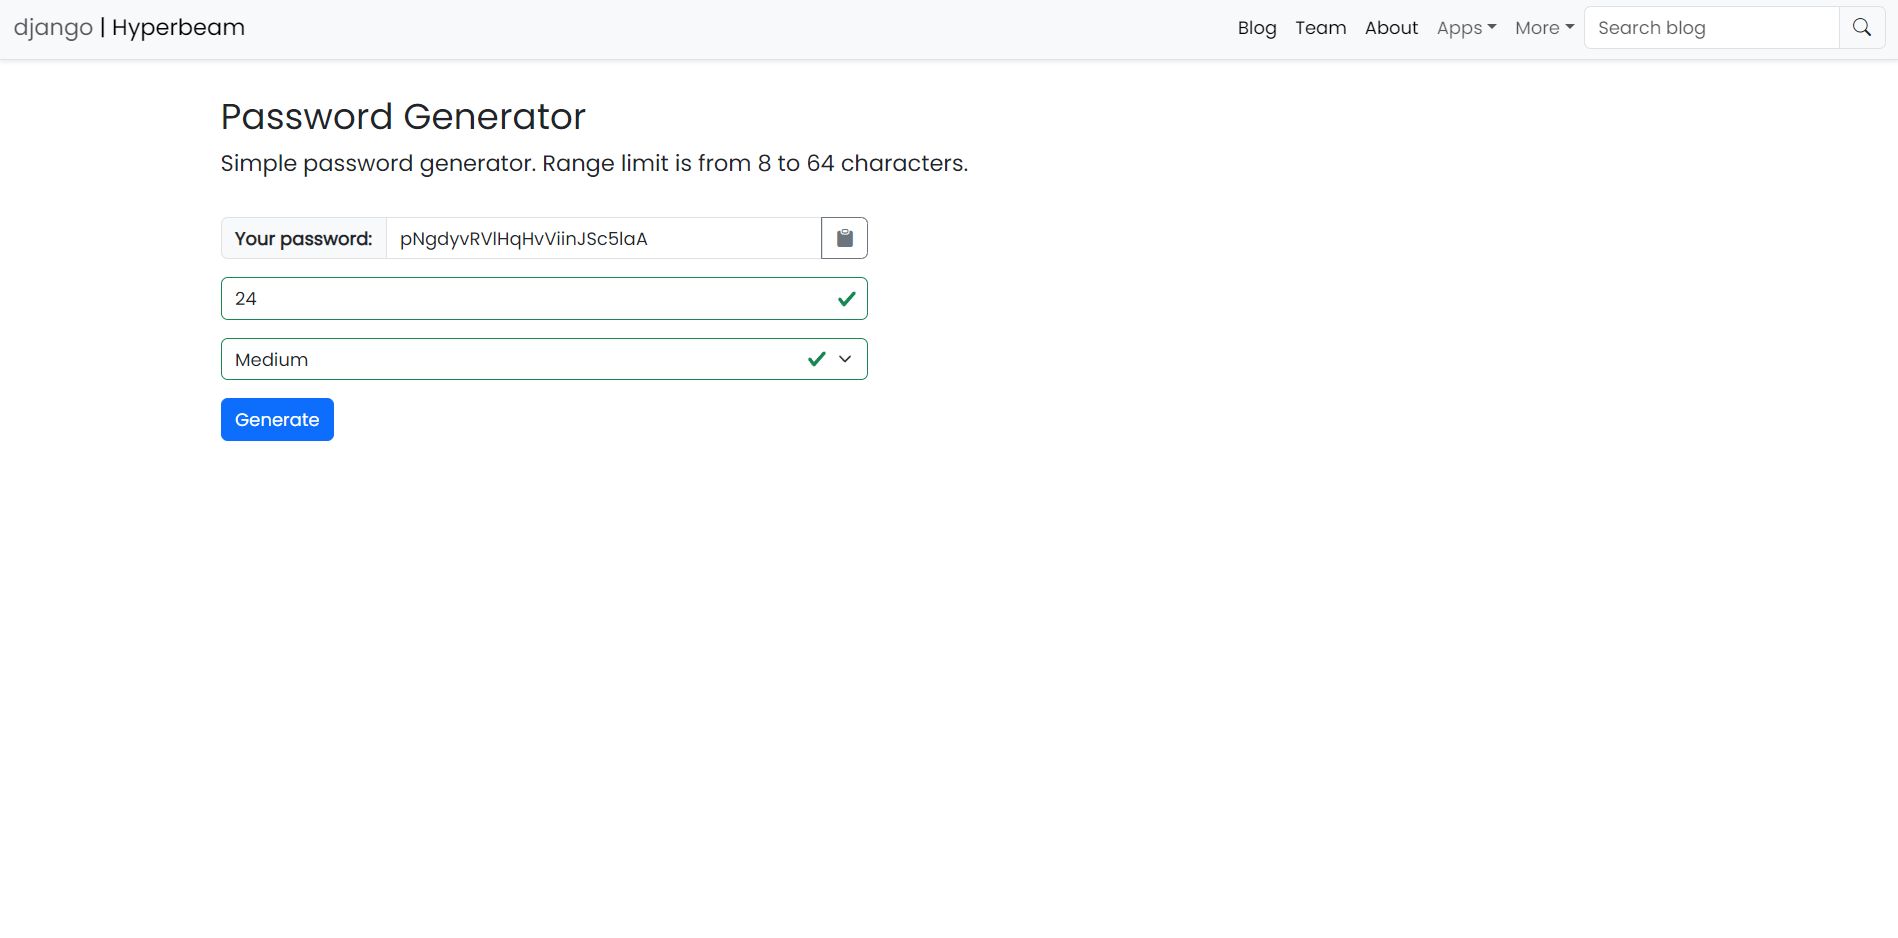 django | Hyperbeam
Blog Team About Apps More Search blog
Password Generator
Simple password generator. Range limit is from 8 to 64 characters.
Your password: pNgdyvRVlHqHvViinJSc5laA
24
Medium
Generate